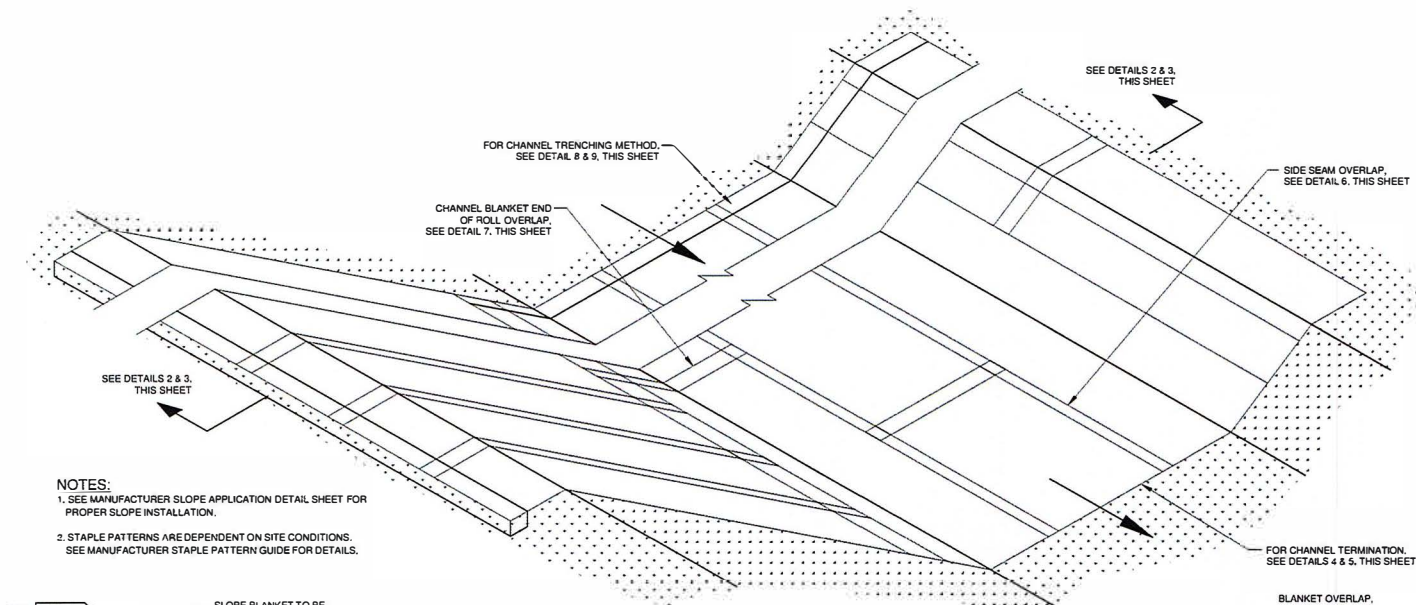 SEE DETAILS 2 & 3,
THIS SHEET
FOR CHANNEL TRENCHING METHOD.
SEE DETAIL 8 & 9, THIS SHEET
SIDE SEAM OVERLAP,
SEE DETAIL 6. THIS SHEET
CHANNEL BLANKET END
OF ROLL OVERLAP,
SEE DETAIL 7. THIS SHEET
SEE DETAILS 2 & 3.
THIS SHEET
NOTES:
1. SEE MANUFACTURER SLOPE APPLICATION DETAIL SHEET FOR
PROPER SLOPE INSTALLATION.
2. STAPLE PATTERNS ARE DEPENDENT ON SITE CONDITIONS.
SEE MANUFACTURER STAPLE PATTERN GUIDE FOR DETAILS.
FOR CHANNEL TERMINATION.
SEE DETAILS 4 & 5, THIS SHEET
BLANKET OVERLAP,
SLOPE BLANKET TO BE